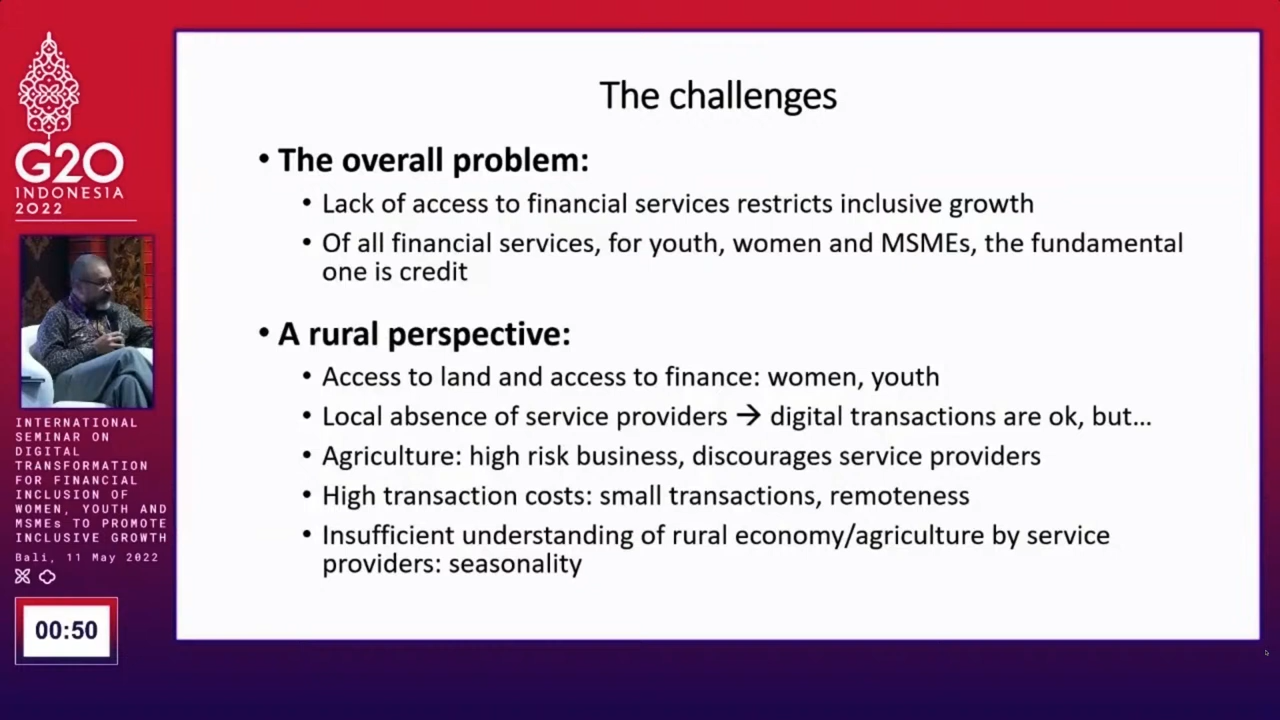 G20
INDONESIA
2022
INTERNATIONAL
SEMINAR ON
DIGITAL
TRANSFORMATION
FOR FINANCIAL
INCLUSION OF
WOMEN, YOUTH AND
MSMEs TO PROMOTE
INCLUSIVE GROWTH
Bali, 11 May 2022
00:50
The challenges
• The overall problem:
• Lack of access to financial services restricts inclusive growth
• Of all financial services, for youth, women and MSMEs, the fundamental
one is credit
• A rural perspective:
• Access to land and access to finance: women, youth
• Local absence of service providers → digital transactions are ok, but…
• Agriculture: high risk business, discourages service providers
• High transaction costs: small transactions, remoteness
• Insufficient understanding of rural economy/agriculture by service
providers: seasonality